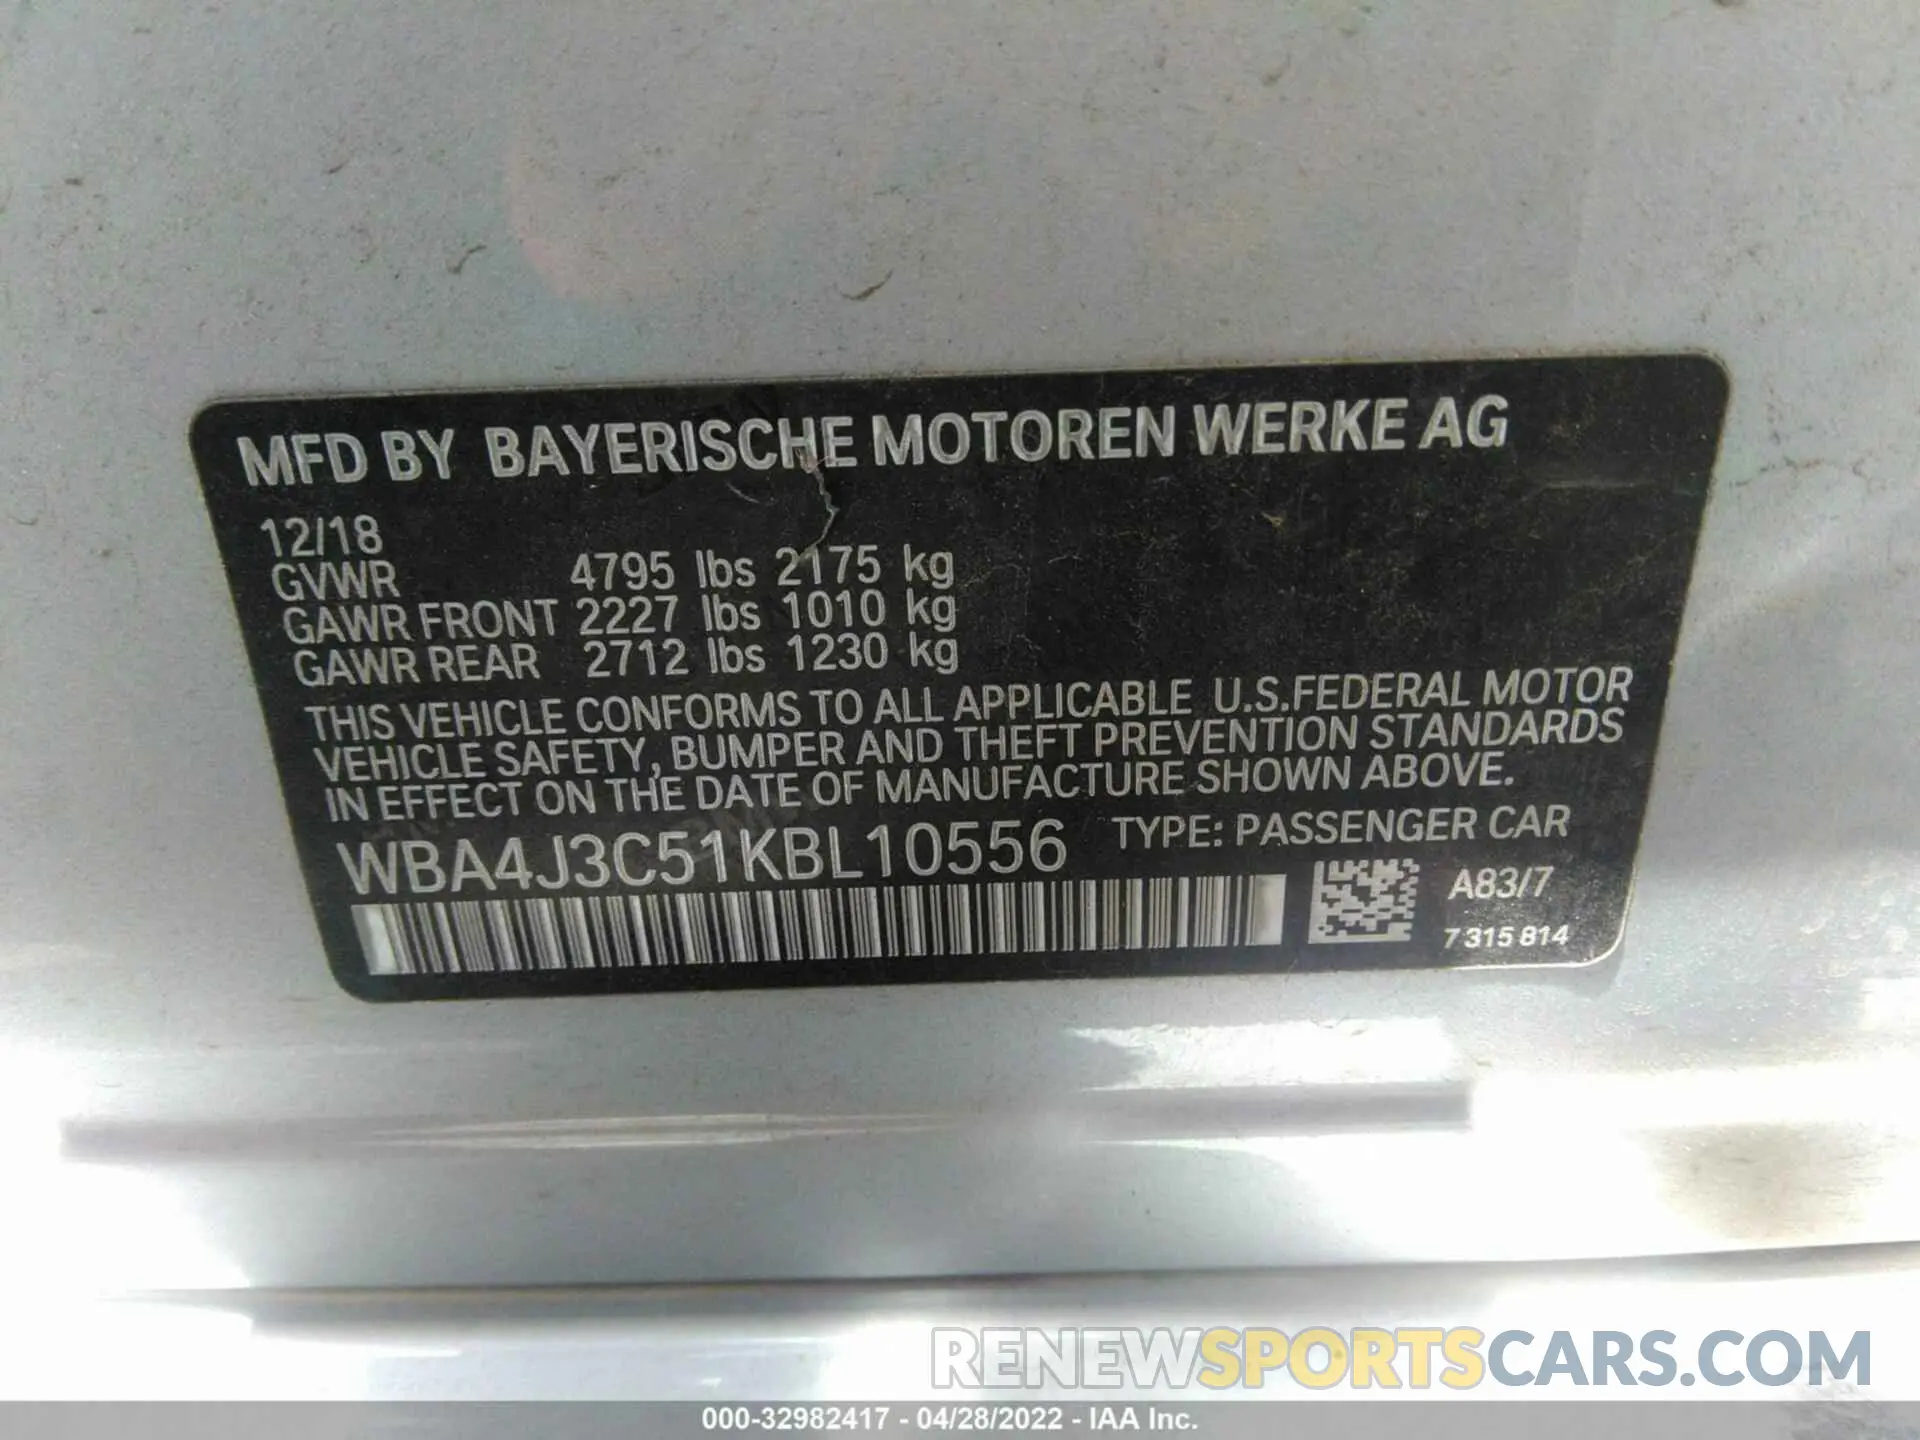 MFD BY BAYERISCHE MOTOREN WERKE AG
12/18
GVWR 4795 lbs 2175 kg
GAWR FRONT 2227 lbs 1010 kg
GAWR REAR 2712 lbs 1230 kg
THIS VEHICLE CONFORMS TO ALL APPLICABLE U.S.FEDERAL MOTOR
VEHICLE SAFETY, BUMPER AND THEFT PREVENTION STANDARDS
IN EFFECT ON THE DATE OF MANUFACTURE SHOWN ABOVE.
WBA4J3C51KBL10556 TYPE: PASSENGER CAR
A83/7
7 315 814
RENEWSPORTSCARS.COM
000-32982417 - 04/28/2022 - IAA Inc.